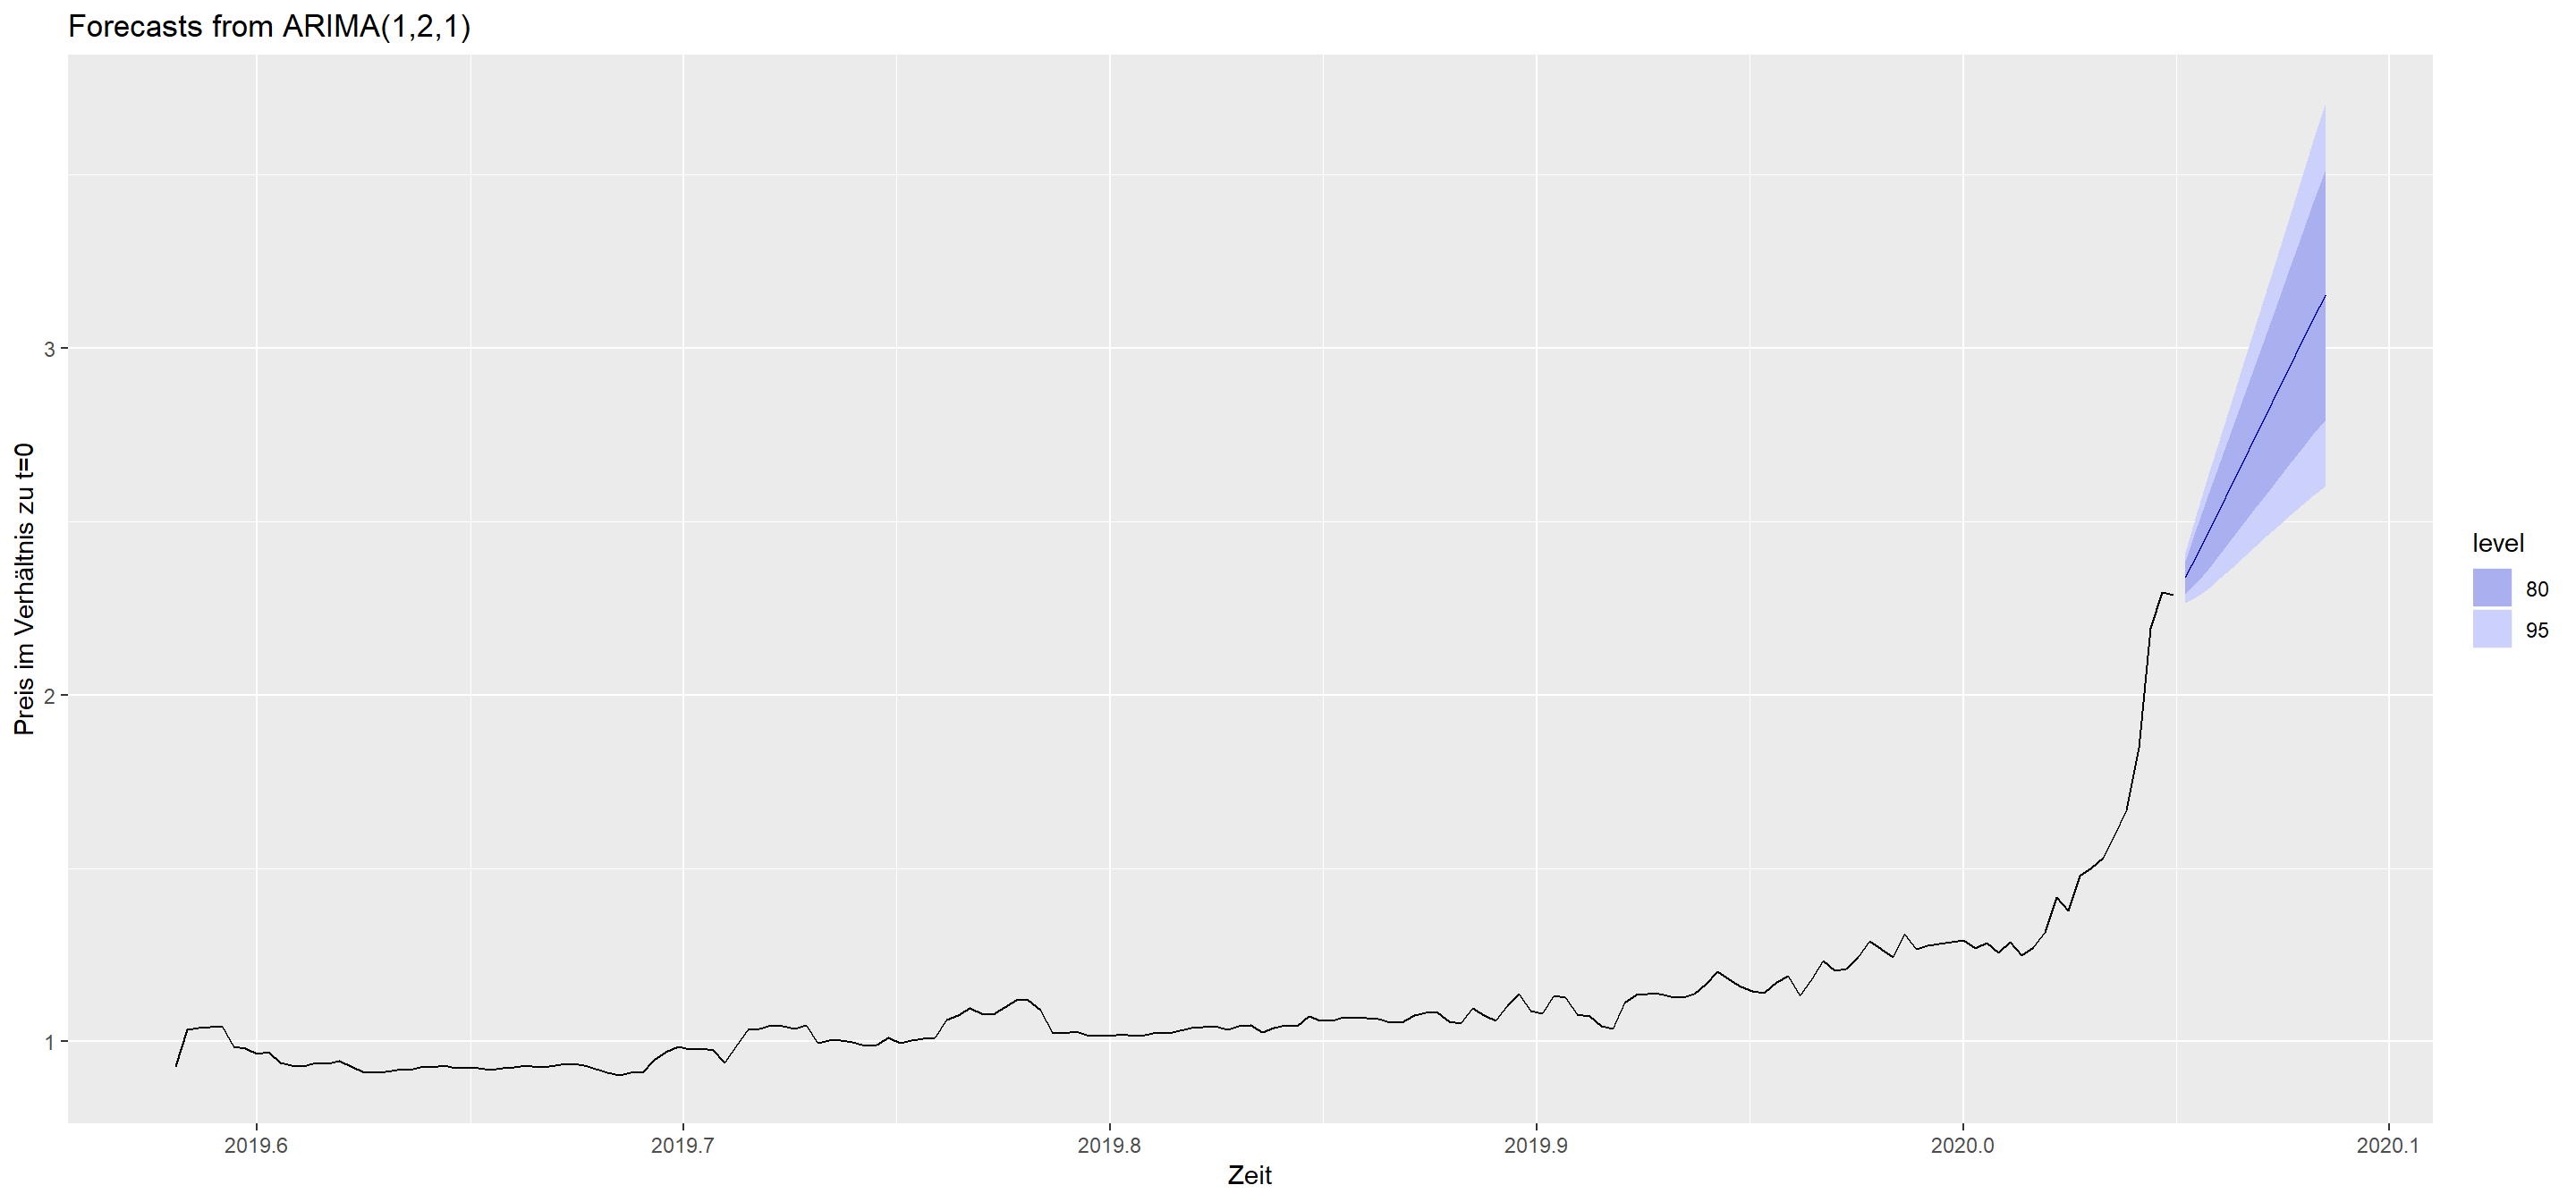 Forecasts from ARIMA(1,2,1)
Preis im Verhältnis zu t=0
3
2
1
2019.6
2019.7
2019.8
2019.9
2020.0
2020.1
Zeit
level
80
95